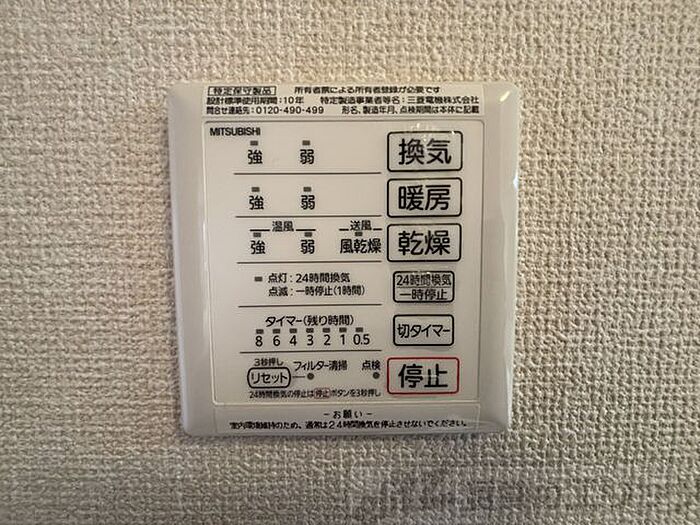 特定保守製品 所有者票による所有者登録が必要です
設計標準使用期間：10年 特定製造事業者等名：三菱電機株式会社
問合せ連絡先：0120-490-499 形名、製造年月、点検期間は本体に記載
MITSUBISHI
強 弱 換気
強 弱 暖房
温風 送風
強 弱 風乾燥 乾燥
点灯：24時間換気
点滅：一時停止(1時間)
24時間換気
一時停止
タイマー(残り時間)
8 6 4 3 2 1 0.5
切タイマー
3秒押し
リセット フィルター清掃 点検
停止
24時間換気の停止は停止ボタンを3秒押し
－お願い－
室内環境維持のため、通常は24時間換気を停止させないでください。